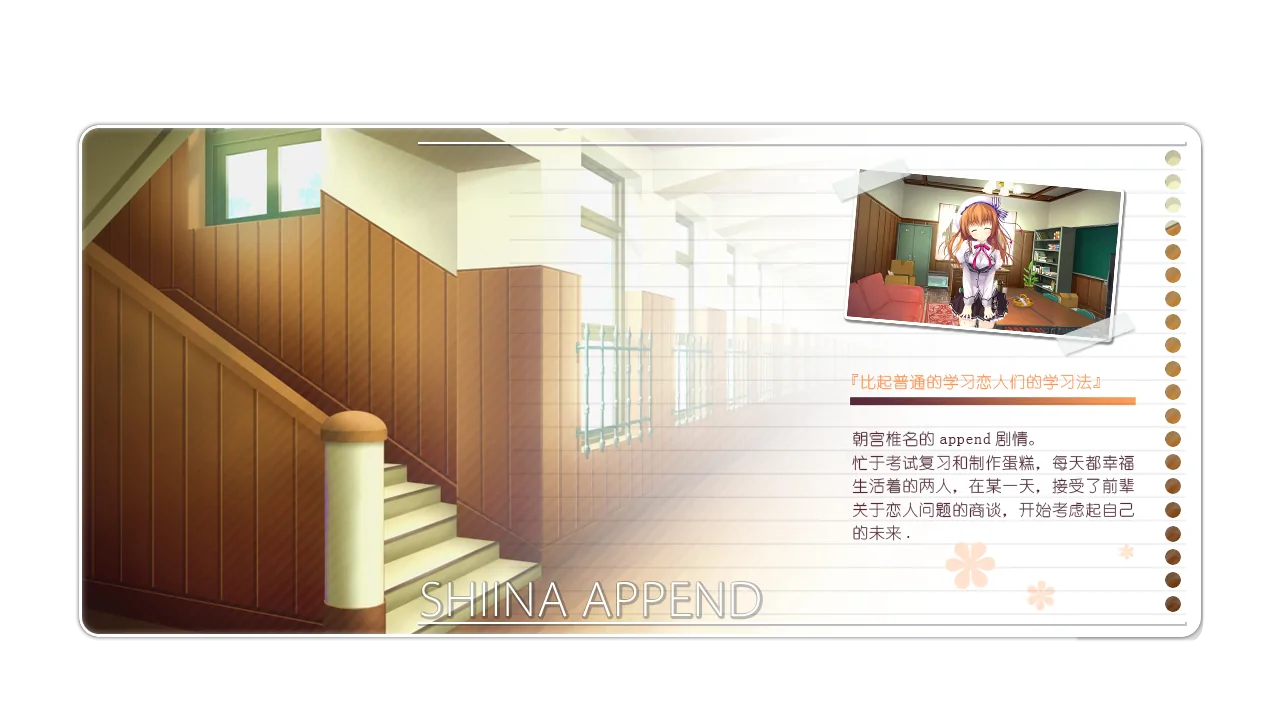 『比起普通的学习恋人们的学习法』
朝宫椎名的 append 剧情。
忙于考试复习和制作蛋糕，每天都幸福
生活着的两人，在某一天，接受了前辈
关于恋人问题的商谈，开始考虑起自己
的未来 .
SHIINA APPEND